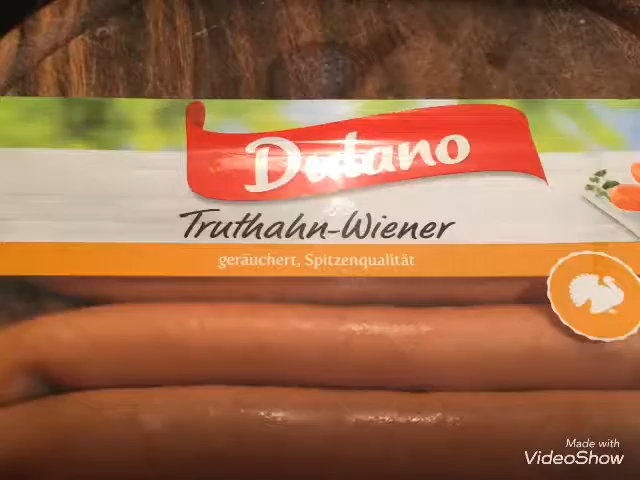 Dulano
Truthahn-Wiener
geräuchert, Spitzenqualität
Made with
VideoShow